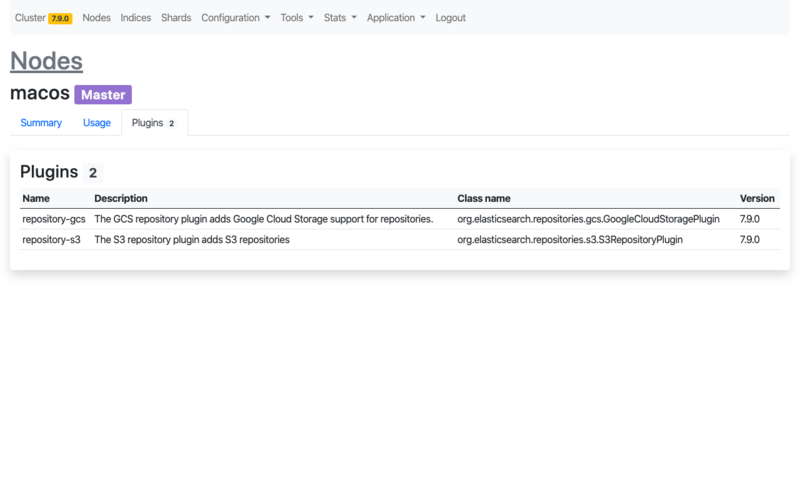 Cluster 7.9.0 Nodes Indices Shards Configuration Tools Stats Application Logout
Nodes
macos Master
Summary Usage Plugins 2
Plugins 2
Name Description Class name Version
repository-gcs The GCS repository plugin adds Google Cloud Storage support for repositories. org.elasticsearch.repositories.gcs.GoogleCloudStoragePlugin 7.9.0
repository-s3 The S3 repository plugin adds S3 repositories org.elasticsearch.repositories.s3.S3RepositoryPlugin 7.9.0